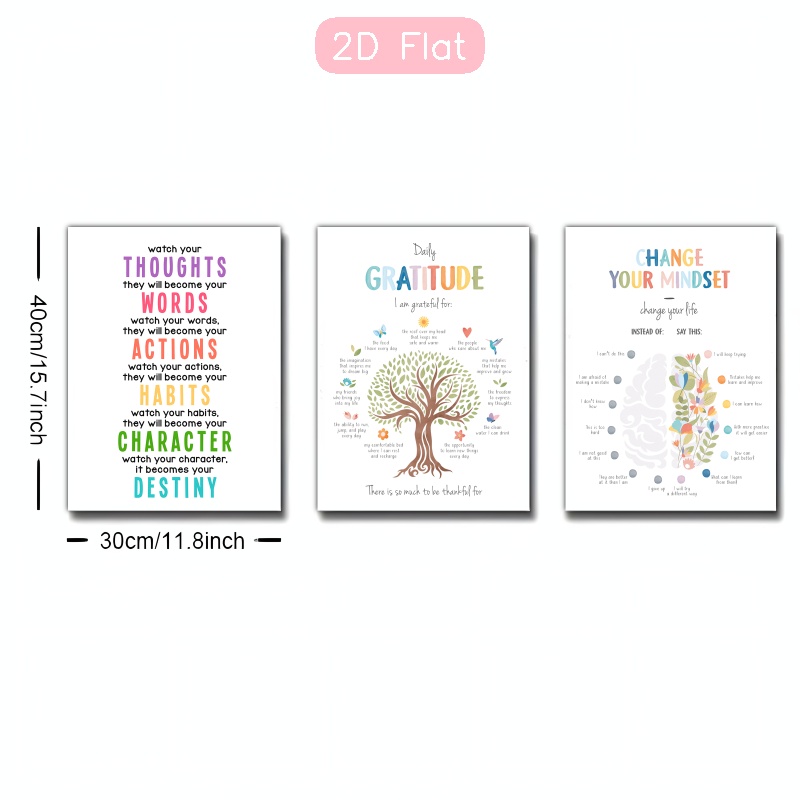 2D Flat
watch your
THOUGHTS
they will become your
WORDS
watch your words,
they will become your
ACTIONS
watch your actions,
they will become your
HABITS
watch your habits,
they will become your
CHARACTER
watch your character,
it becomes your
DESTINY
40cm/15.7inch
30cm/11.8inch
Daily
GRATITUDE
I am grateful for:
the roof over my head
that keeps me
safe and warm
the food
I have every day
the people
who care about me
the imagination
that inspires me
to dream big
my mistakes
that help me
improve and grow
my friends
who bring joy
into my life
the freedom
to express
my thoughts
the ability to run,
jump, and play
every day
the clean
water I can drink
my comfortable bed
where I can rest
and recharge
the opportunity
to learn new things
every day
There is so much to be thankful for
CHANGE
YOUR MINDSET
change your life
INSTEAD OF:
SAY THIS:
I can't do this
I will keep trying
I am afraid of
making a mistake
Mistakes help me
learn and improve
I don't know
how
I can learn how
This is too
hard
With more practice
it will get easier
I am not good
at this
How can
I get better?
They are better
at it than I am
What can I learn
from them?
I give up
I will try
a different way